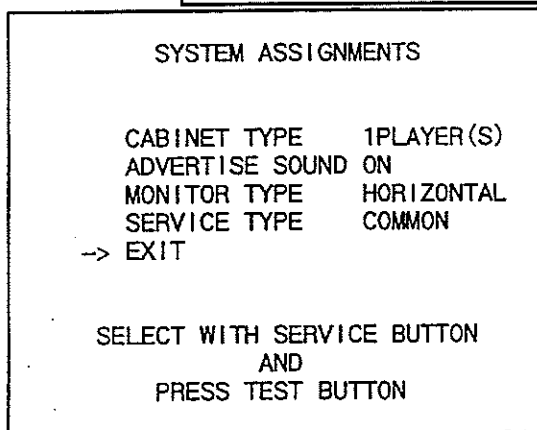 SYSTEM ASSIGNMENTS
CABINET TYPE 1PLAYER(S)
ADVERTISE SOUND ON
MONITOR TYPE HORIZONTAL
SERVICE TYPE COMMON
-> EXIT
SELECT WITH SERVICE BUTTON
AND
PRESS TEST BUTTON